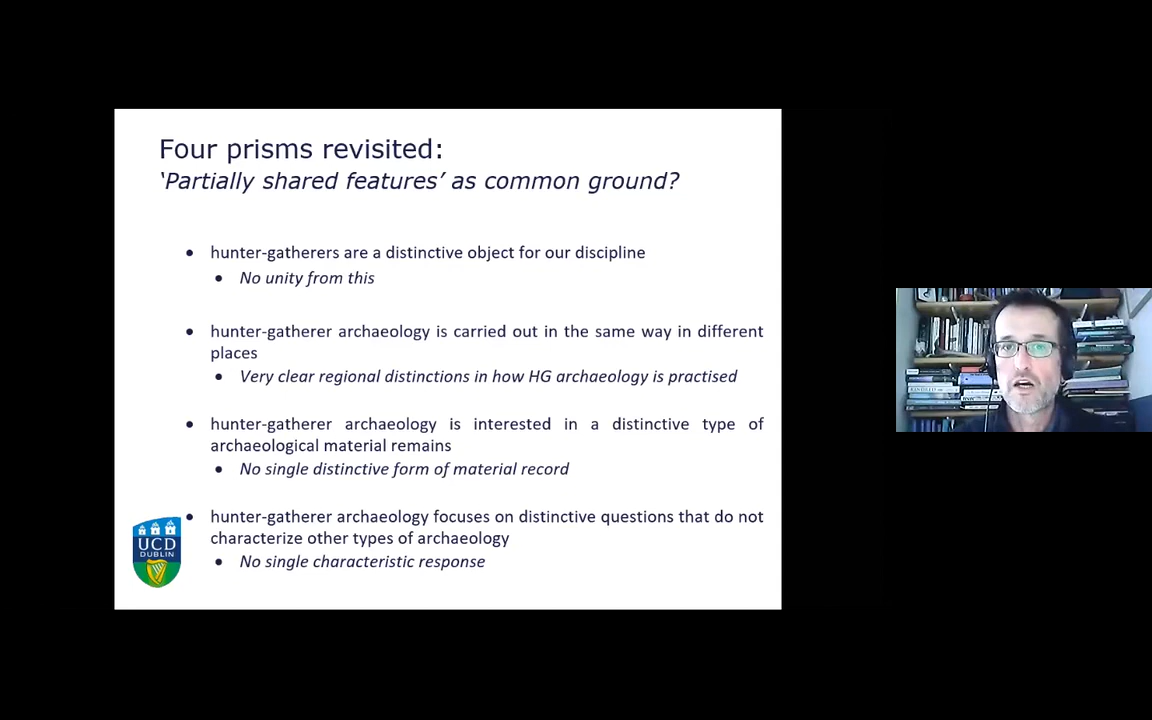 Four prisms revisited:
‘Partially shared features’ as common ground?
• hunter-gatherers are a distinctive object for our discipline
• No unity from this
• hunter-gatherer archaeology is carried out in the same way in different
places
• Very clear regional distinctions in how HG archaeology is practised
• hunter-gatherer archaeology is interested in a distinctive type of
archaeological material remains
• No single distinctive form of material record
• hunter-gatherer archaeology focuses on distinctive questions that do not
characterize other types of archaeology
• No single characteristic response
UCD
DUBLIN